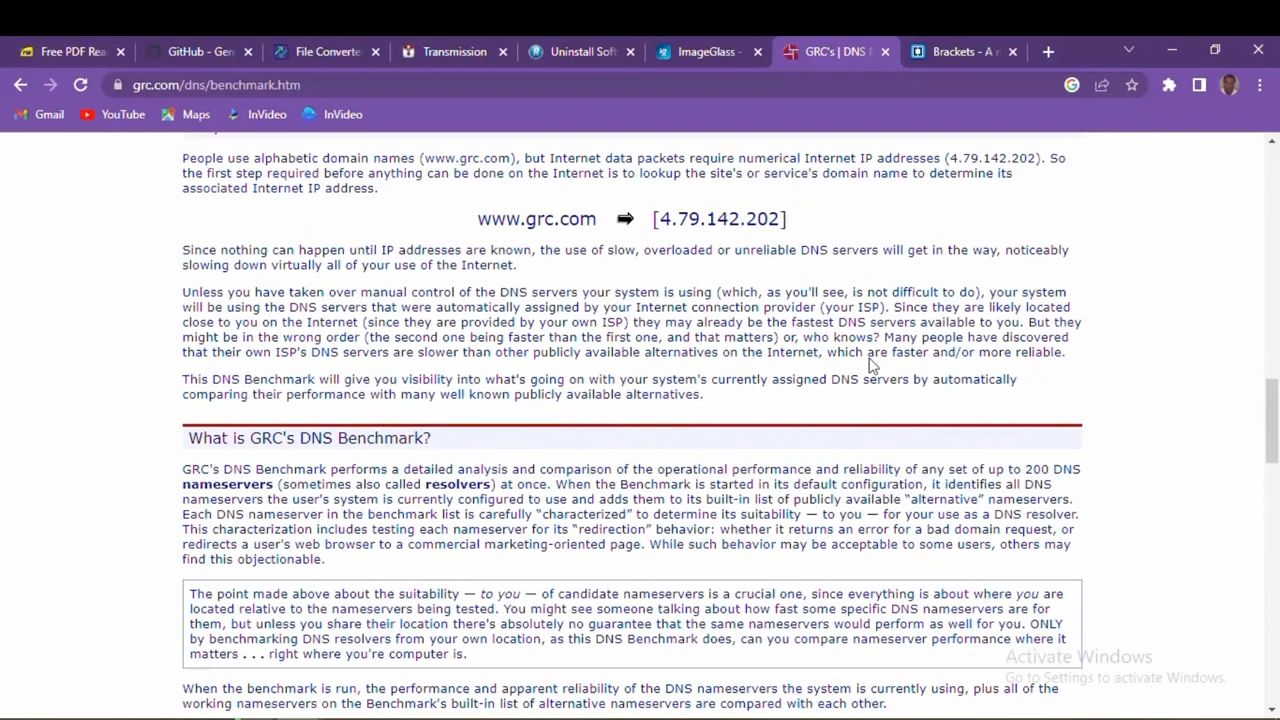 Free PDF Rea
GitHub - Gen
File Converte
Transmission
Uninstall Soft
ImageGlass -
GRC's | DNS
Brackets - A n
grc.com/dns/benchmark.htm
Gmail
YouTube
Maps
InVideo
InVideo
People use alphabetic domain names (www.grc.com), but Internet data packets require numerical Internet IP addresses (4.79.142.202). So
the first step required before anything can be done on the Internet is to lookup the site's or service's domain name to determine its
associated Internet IP address.
www.grc.com ⇨ [4.79.142.202]
Since nothing can happen until IP addresses are known, the use of slow, overloaded or unreliable DNS servers will get in the way, noticeably
slowing down virtually all of your use of the Internet.
Unless you have taken over manual control of the DNS servers your system is using (which, as you'll see, is not difficult to do), your system
will be using the DNS servers that were automatically assigned by your Internet connection provider (your ISP). Since they are likely located
close to you on the Internet (since they are provided by your own ISP) they may already be the fastest DNS servers available to you. But they
might be in the wrong order (the second one being faster than the first one, and that matters) or, who knows? Many people have discovered
that their own ISP's DNS servers are slower than other publicly available alternatives on the Internet, which are faster and/or more reliable.
This DNS Benchmark will give you visibility into what's going on with your system's currently assigned DNS servers by automatically
comparing their performance with many well known publicly available alternatives.
What is GRC's DNS Benchmark?
GRC's DNS Benchmark performs a detailed analysis and comparison of the operational performance and reliability of any set of up to 200 DNS
nameservers (sometimes also called resolvers) at once. When the Benchmark is started in its default configuration, it identifies all DNS
nameservers the user's system is currently configured to use and adds them to its built-in list of publicly available “alternative” nameservers.
Each DNS nameserver in the benchmark list is carefully “characterized” to determine its suitability — to you — for your use as a DNS resolver.
This characterization includes testing each nameserver for its “redirection” behavior: whether it returns an error for a bad domain request, or
redirects a user's web browser to a commercial marketing-oriented page. While such behavior may be acceptable to some users, others may
find this objectionable.
The point made above about the suitability — to you — of candidate nameservers is a crucial one, since everything is about where you are
located relative to the nameservers being tested. You might see someone talking about how fast some specific DNS nameservers are for
them, but unless you share their location there's absolutely no guarantee that the same nameservers would perform as well for you. ONLY
by benchmarking DNS resolvers from your own location, as this DNS Benchmark does, can you compare nameserver performance where it
matters . . . right where you're computer is.
Activate Windows
Go to Settings to activate Windows.
When the benchmark is run, the performance and apparent reliability of the DNS nameservers the system is currently using, plus all of the
working nameservers on the Benchmark's built-in list of alternative nameservers are compared with each other.